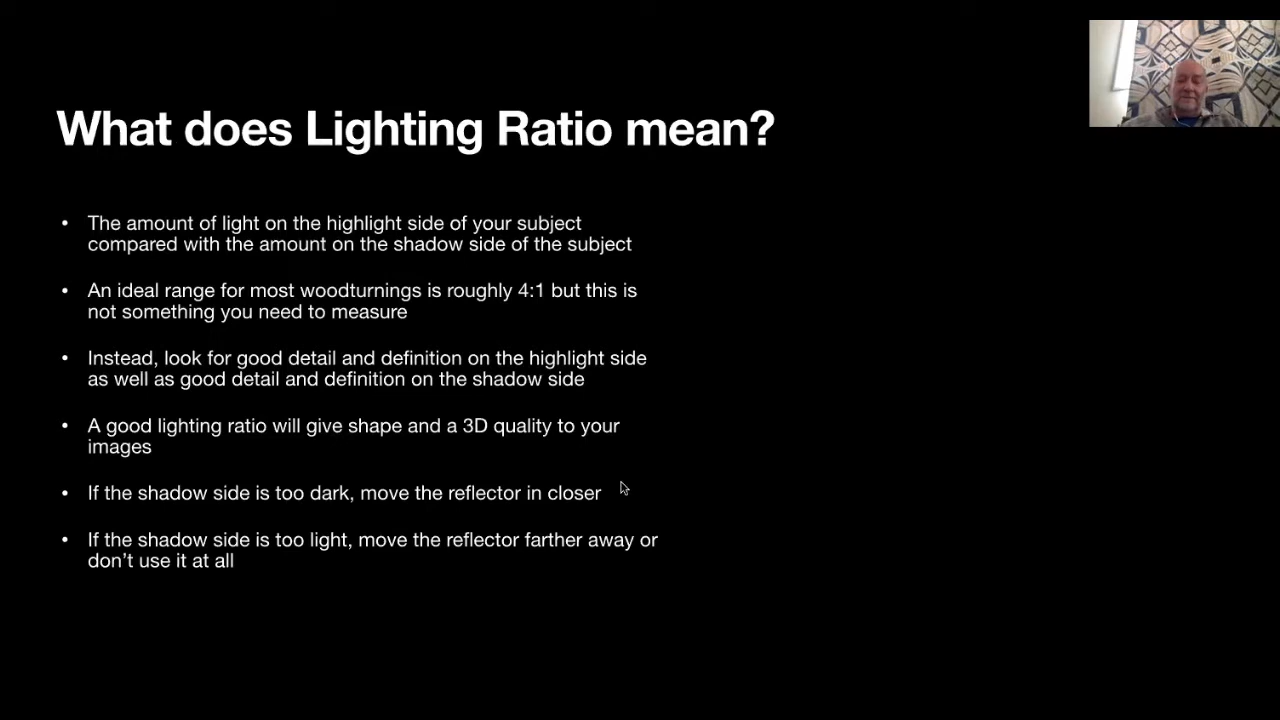 What does Lighting Ratio mean?
• The amount of light on the highlight side of your subject
compared with the amount on the shadow side of the subject
• An ideal range for most woodturnings is roughly 4:1 but this is
not something you need to measure
• Instead, look for good detail and definition on the highlight side
as well as good detail and definition on the shadow side
• A good lighting ratio will give shape and a 3D quality to your
images
• If the shadow side is too dark, move the reflector in closer
• If the shadow side is too light, move the reflector farther away or
don’t use it at all